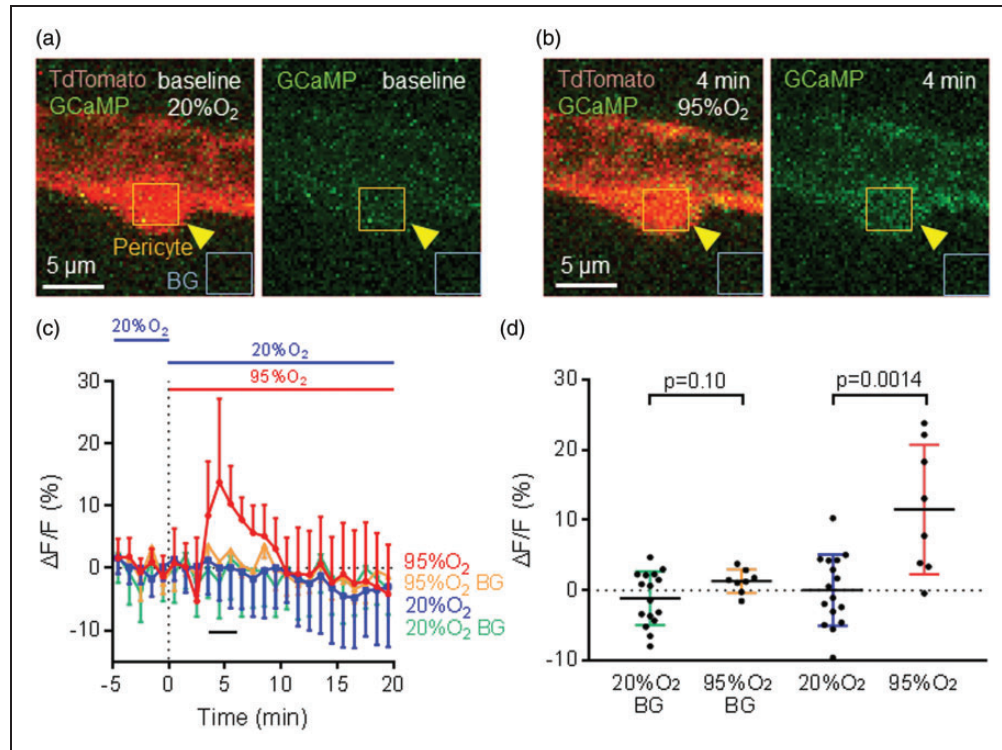 (a)
TdTomato baseline
GCaMP 20%O₂
Pericyte
5 µm
BG
GCaMP baseline
(b)
TdTomato 4 min
GCaMP 95%O₂
5 µm
BG
GCaMP 4 min
(c)
20%O₂
20%O₂
95%O₂
30
20
10
0
-10
ΔF/F (%)
95%O₂
95%O₂ BG
20%O₂
20%O₂ BG
-5 0 5 10 15 20
Time (min)
(d)
p=0.10 p=0.0014
30
20
10
0
-10
ΔF/F (%)
20%O₂ 95%O₂ 20%O₂ 95%O₂
BG BG